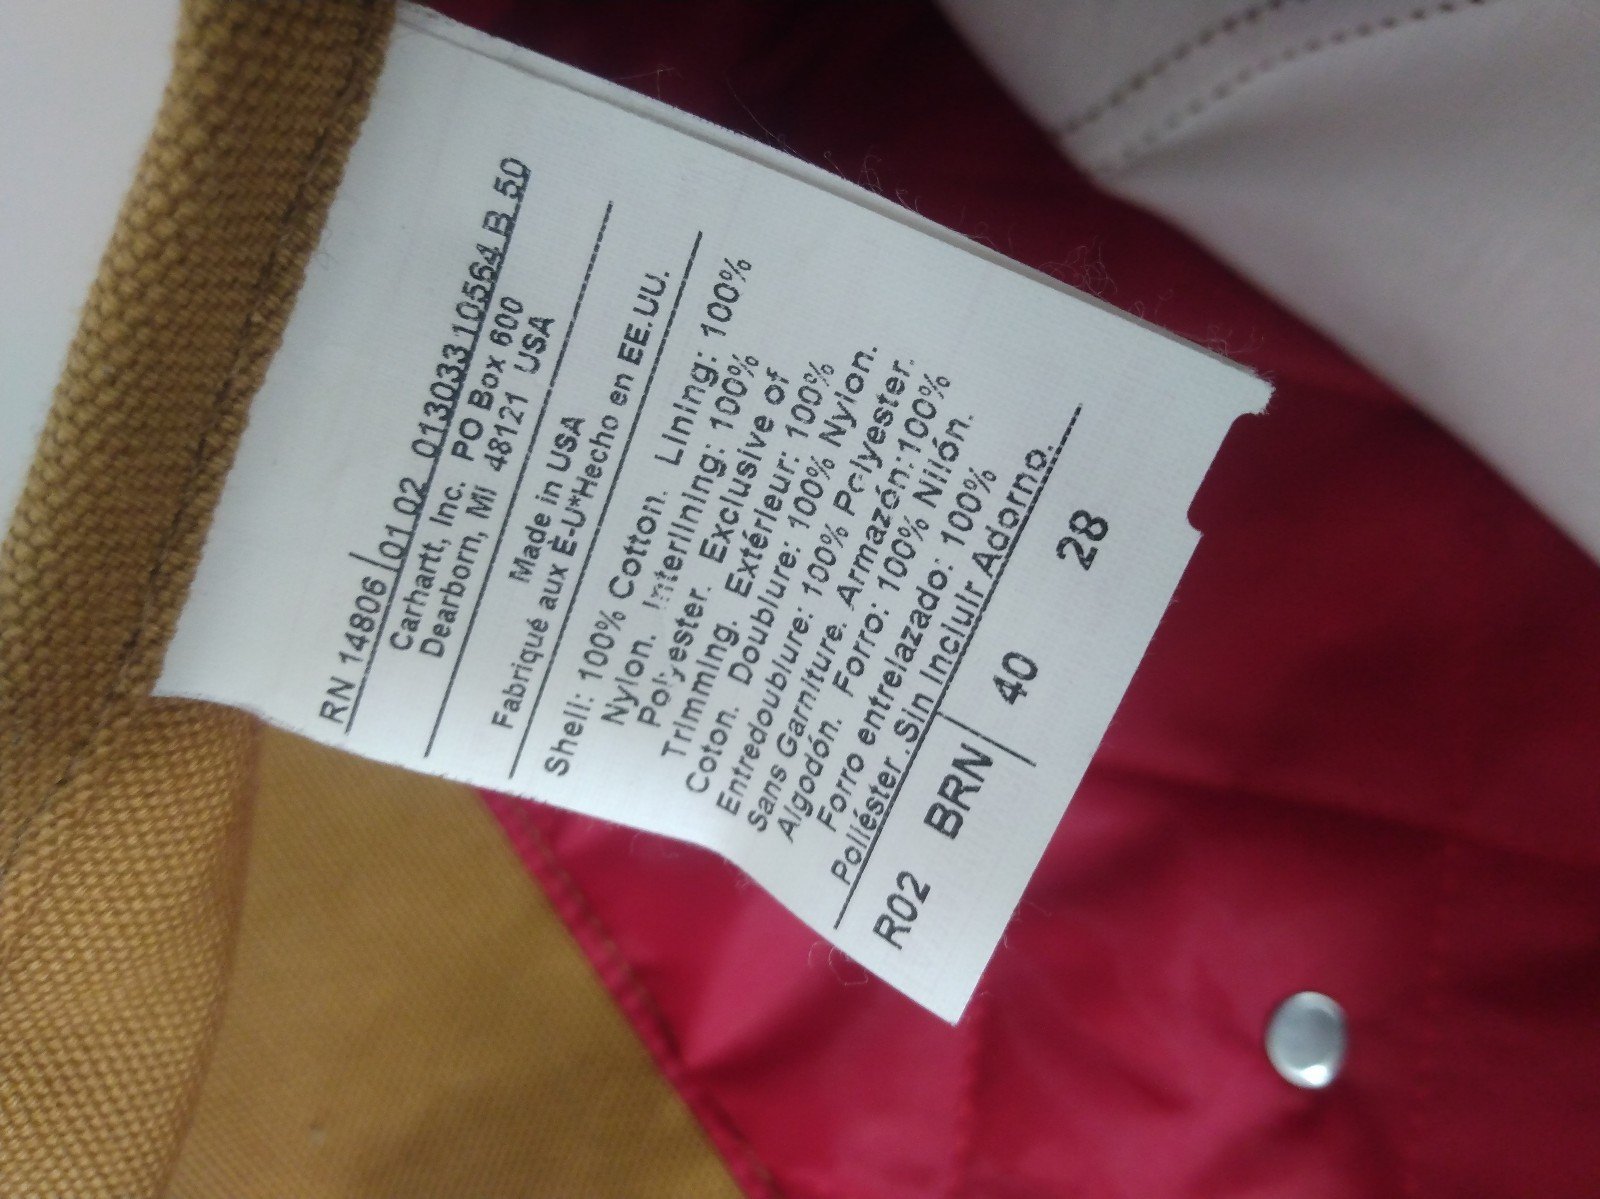 RN 14806/01 02 0130331 0564 B 50
Carhartt, Inc. PO Box 600
Dearborn, MI 48121 USA
Made in USA
Fabriqué aux É-U*Hecho en EE.UU.
Shell: 100% Cotton. Lining: 100%
Nylon. Interlining: 100%
Polyester. Exclusive of
Trimming. Extérieur: 100%
Coton. Doublure: 100% Nylon.
Entredoublure: 100% Polyester.
Sans Garniture. Armazón:100%
Algodón. Forro: 100% Nilón.
Forro entrelazado: 100%
Poliéster. Sin Incluir Adorno.
R02 BRN/ 40 28